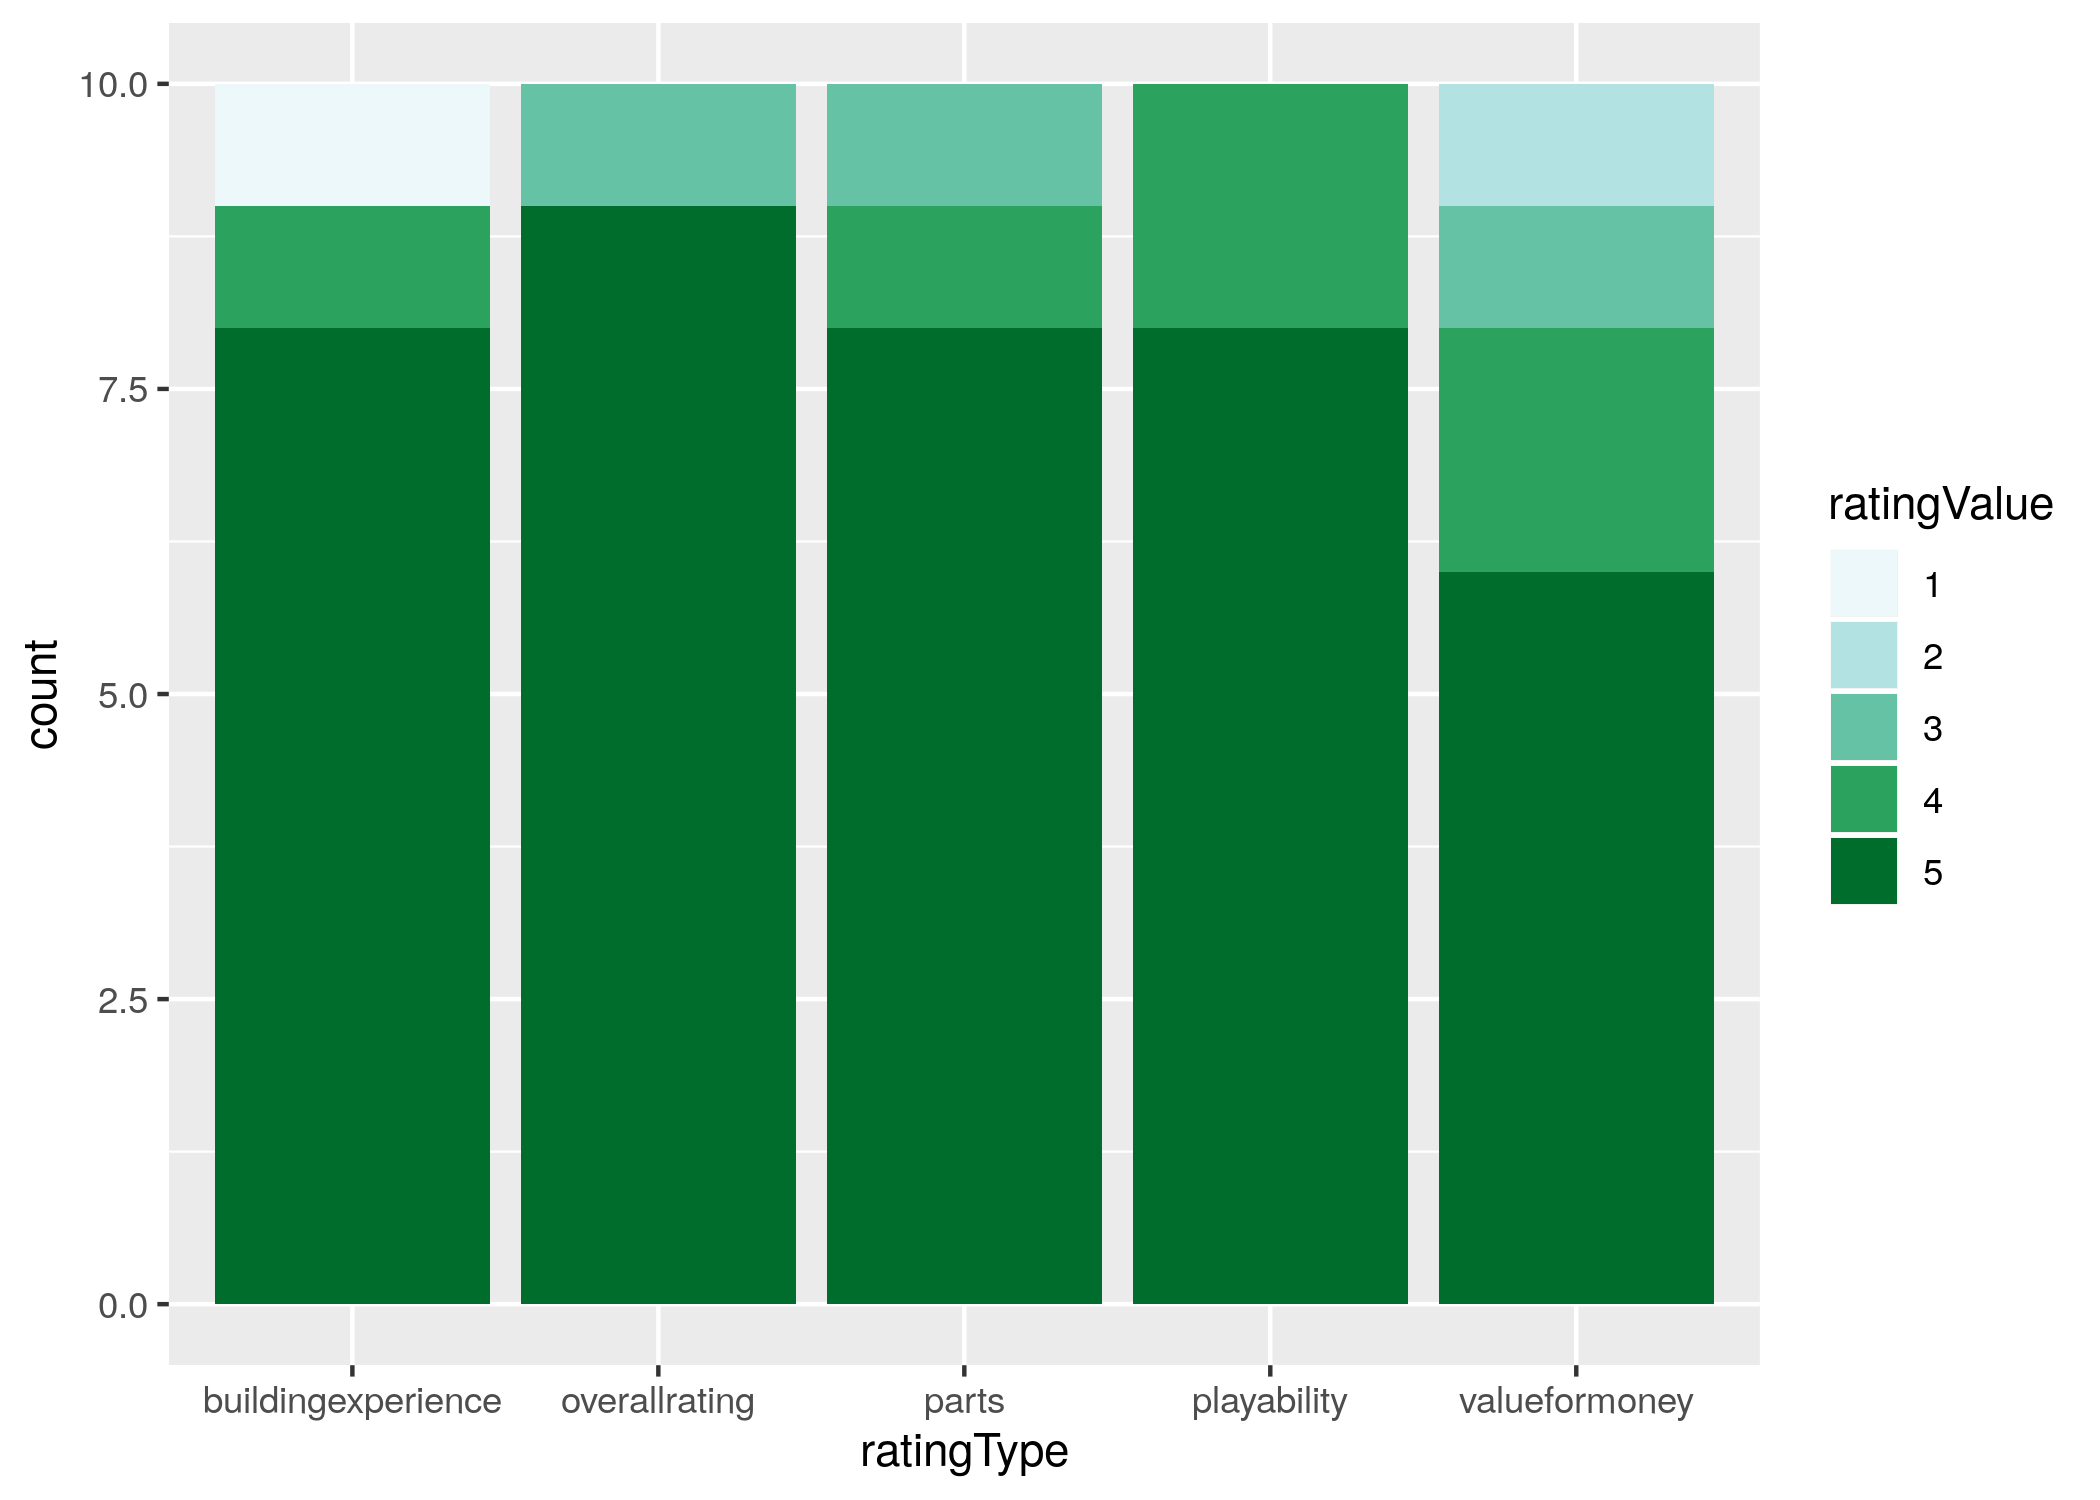 10.0
7.5
5.0
2.5
0.0
count
buildingexperience
overallrating
parts
playability
valueformoney
ratingType
ratingValue
1
2
3
4
5